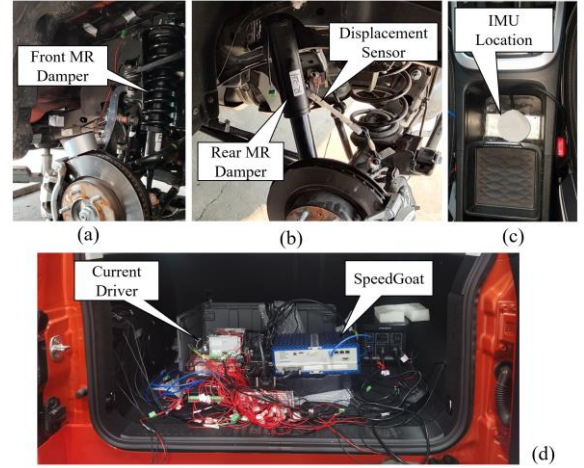 Front MR
Damper
Displacement
Sensor
Rear MR
Damper
IMU
Location
(a)
(b)
(c)
Current
Driver
SpeedGoat
(d)